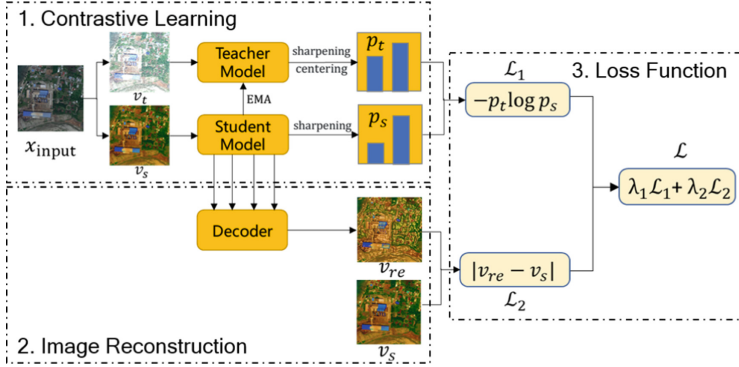 1. Contrastive Learning
x_input
v_t
v_s
Teacher
Model
EMA
Student
Model
sharpening
centering
sharpening
p_t
p_s
ℒ_1
3. Loss Function
−p_t log p_s
ℒ
λ_1ℒ_1 + λ_2ℒ_2
Decoder
v_re
|v_re − v_s|
ℒ_2
v_s
2. Image Reconstruction